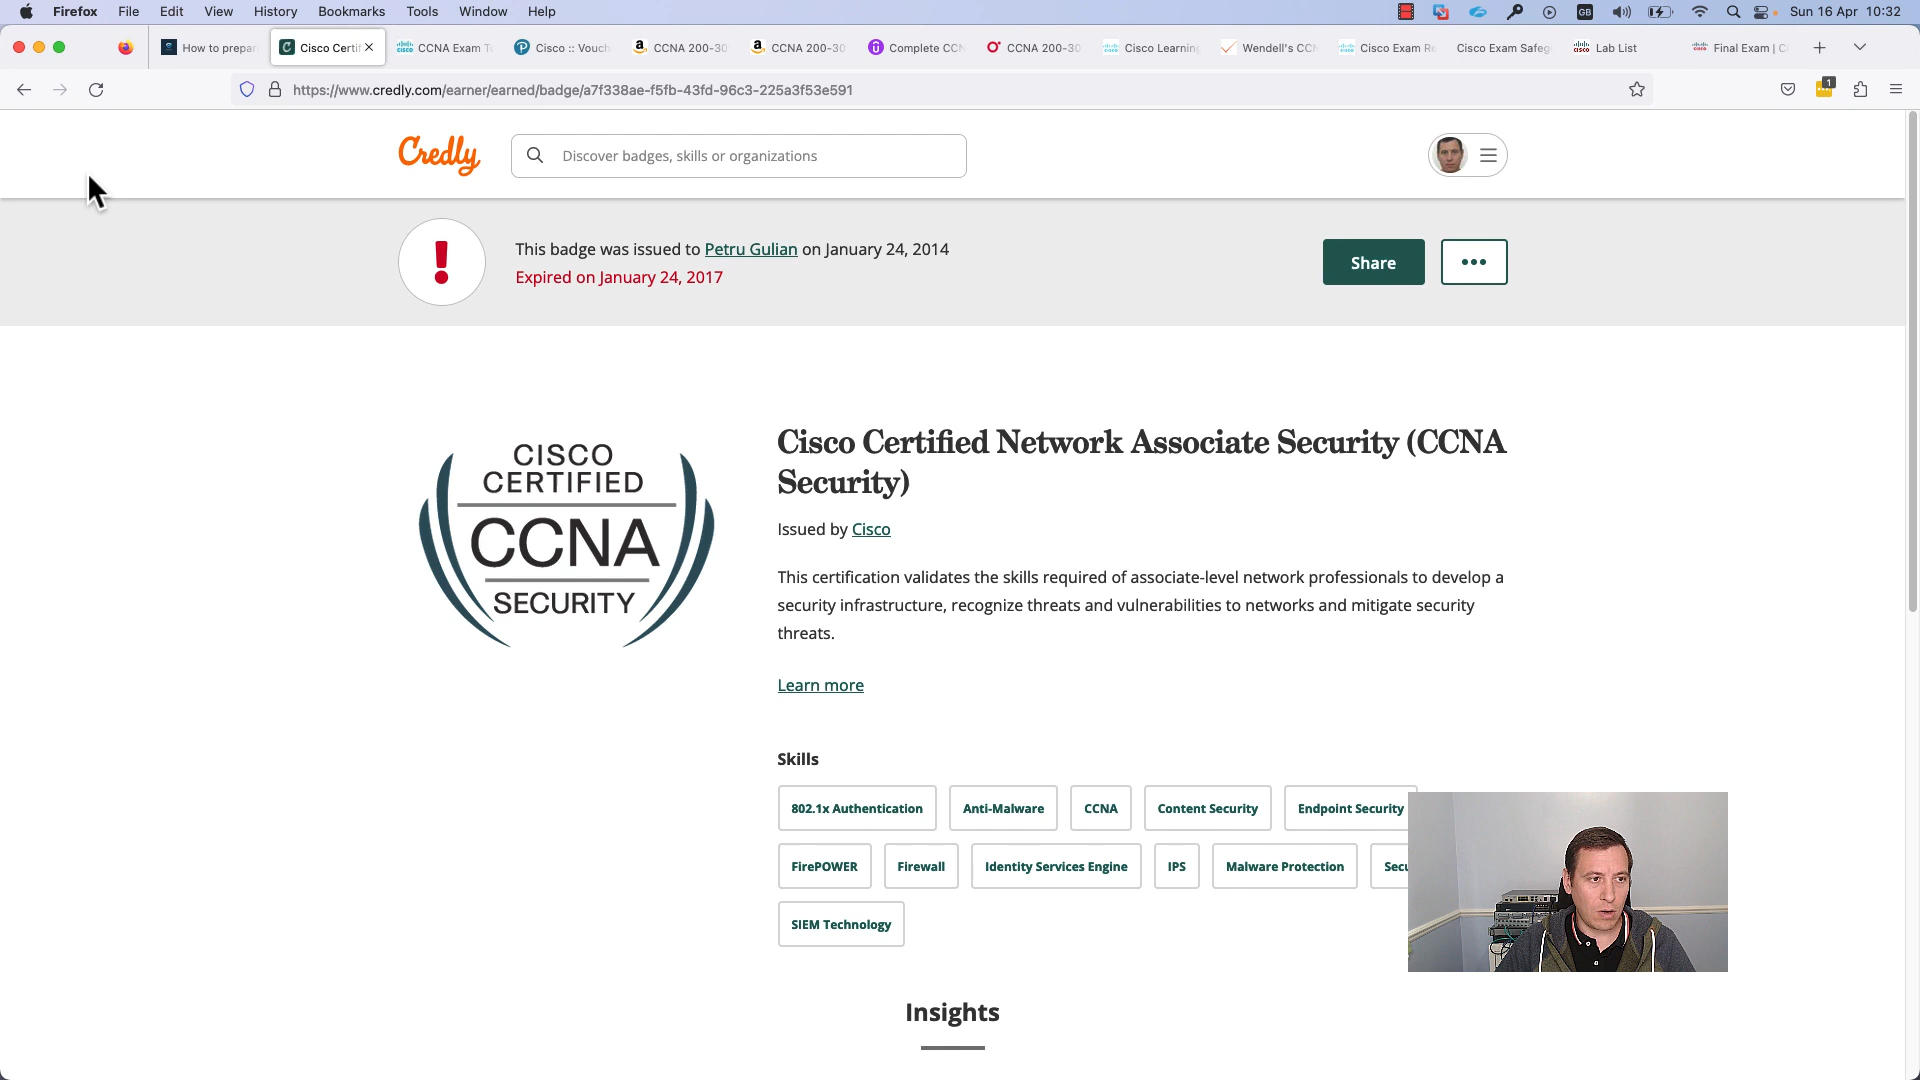 Firefox File Edit View History Bookmarks Tools Window Help
GB
Sun 16 Apr 10:32
How to prepar
Cisco Certif
CCNA Exam T
Cisco :: Vouch
CCNA 200-30
CCNA 200-30
Complete CCN
CCNA 200-30
Cisco Learning
Wendell's CCN
Cisco Exam Re
Cisco Exam Safeg
Lab List
Final Exam | C
https://www.credly.com/earner/earned/badge/a7f338ae-f5fb-43fd-96c3-225a3f53e591
1
Credly
Discover badges, skills or organizations
This badge was issued to Petru Gulian on January 24, 2014
Expired on January 24, 2017
Share
CISCO
CERTIFIED
CCNA
SECURITY
Cisco Certified Network Associate Security (CCNA
Security)
Issued by Cisco
This certification validates the skills required of associate-level network professionals to develop a
security infrastructure, recognize threats and vulnerabilities to networks and mitigate security
threats.
Learn more
Skills
802.1x Authentication
Anti-Malware
CCNA
Content Security
Endpoint Security
FirePOWER
Firewall
Identity Services Engine
IPS
Malware Protection
Secu
SIEM Technology
Insights